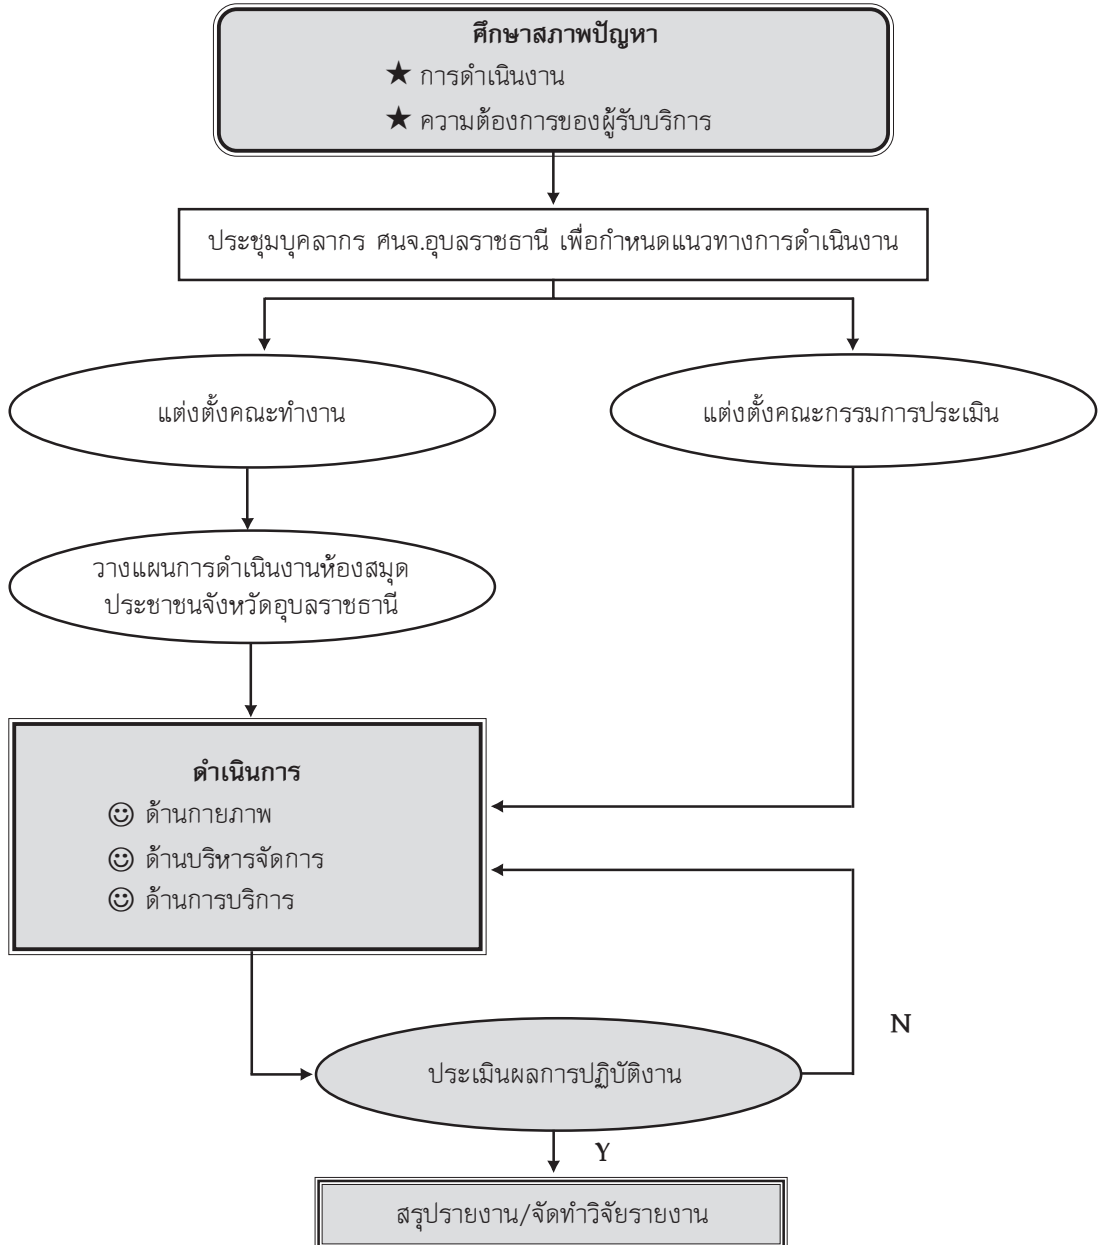 ศึกษาสภาพปัญหา
★ การดำเนินงาน
★ ความต้องการของผู้รับบริการ
ประชุมบุคลากร ศนจ.อุบลราชธานี เพื่อกำหนดแนวทางการดำเนินงาน
แต่งตั้งคณะทำงาน
แต่งตั้งคณะกรรมการประเมิน
วางแผนการดำเนินงานห้องสมุด
ประชาชนจังหวัดอุบลราชธานี
ดำเนินการ
☺ ด้านกายภาพ
☺ ด้านบริหารจัดการ
☺ ด้านการบริการ
N
ประเมินผลการปฏิบัติงาน
Y
สรุปรายงาน/จัดทำวิจัยรายงาน